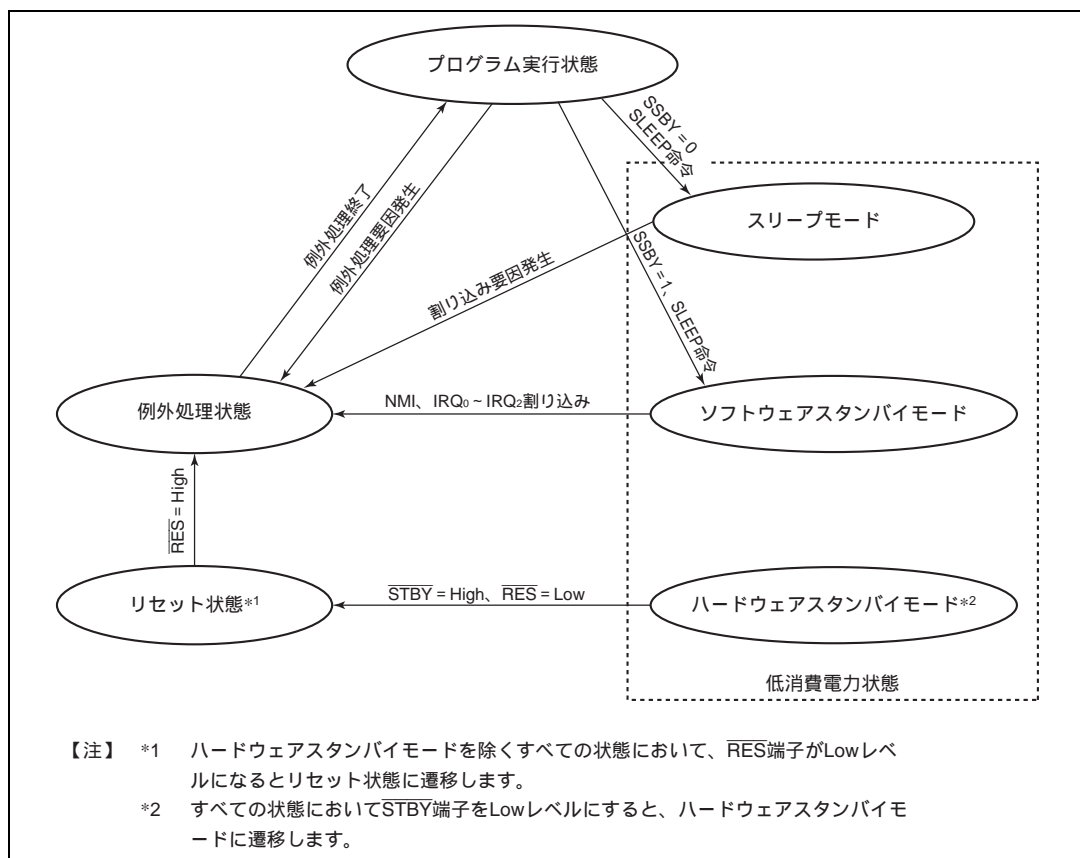 プログラム実行状態
SSBY = 0
SLEEP命令
スリープモード
例外処理終了
例外処理要因発生
割り込み要因発生
SSBY = 1、SLEEP命令
例外処理状態
NMI、IRQ₀ ~ IRQ₂割り込み
ソフトウェアスタンバイモード
R̅E̅S̅ = High
リセット状態*1
S̅T̅B̅Y̅ = High、R̅E̅S̅ = Low
ハードウェアスタンバイモード*2
低消費電力状態
【注】 *1 ハードウェアスタンバイモードを除くすべての状態において、R̅E̅S̅端子がLowレベ
ルになるとリセット状態に遷移します。
*2 すべての状態においてS̅T̅B̅Y̅端子をLowレベルにすると、ハードウェアスタンバイモ
ードに遷移します。